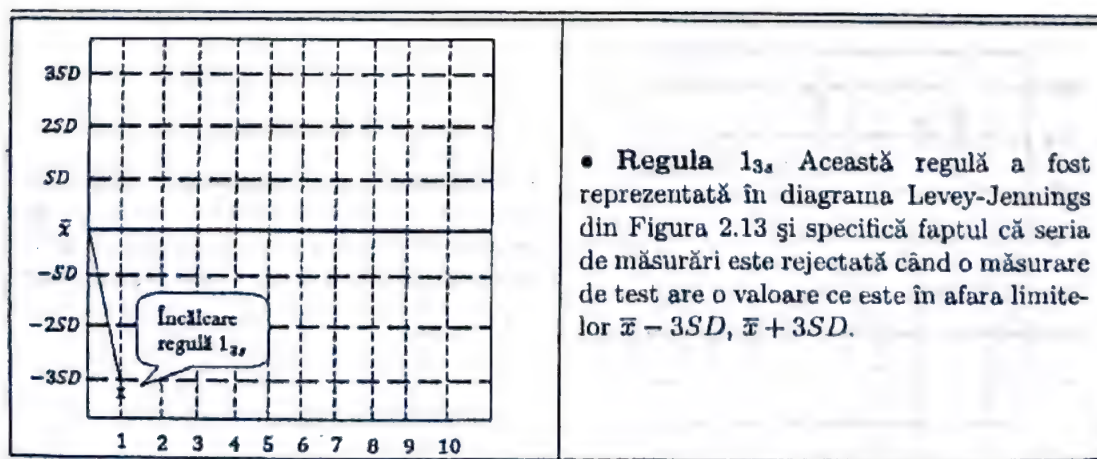 3SD
2SD
SD
x̄
−SD
−2SD
−3SD
Încălcare
regulă 1₃ₛ
x
1 2 3 4 5 6 7 8 9 10
• Regula 1₃ₛ Această regulă a fost
reprezentată în diagrama Levey-Jennings
din Figura 2.13 și specifică faptul că seria
de măsurări este rejectată când o măsurare
de test are o valoare ce este în afara limite-
lor x̄ − 3SD, x̄ + 3SD.